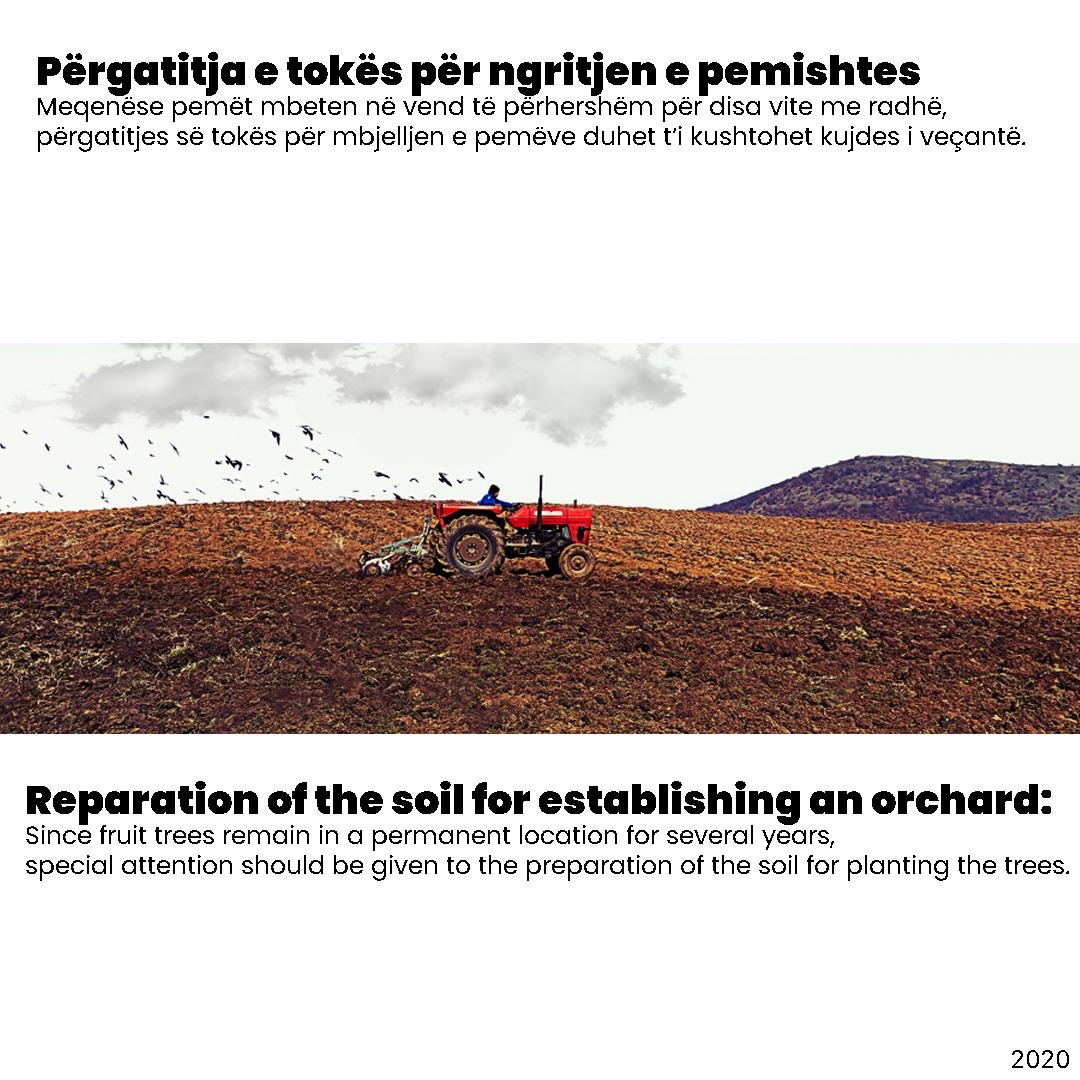 Përgatitja e tokës për ngritjen e pemishtes
Meqenëse pemët mbeten në vend të përhershëm për disa vite me radhë,
përgatitjes së tokës për mbjelljen e pemëve duhet t'i kushtohet kujdes i veçantë.
Reparation of the soil for establishing an orchard:
Since fruit trees remain in a permanent location for several years,
special attention should be given to the preparation of the soil for planting the trees.
2020